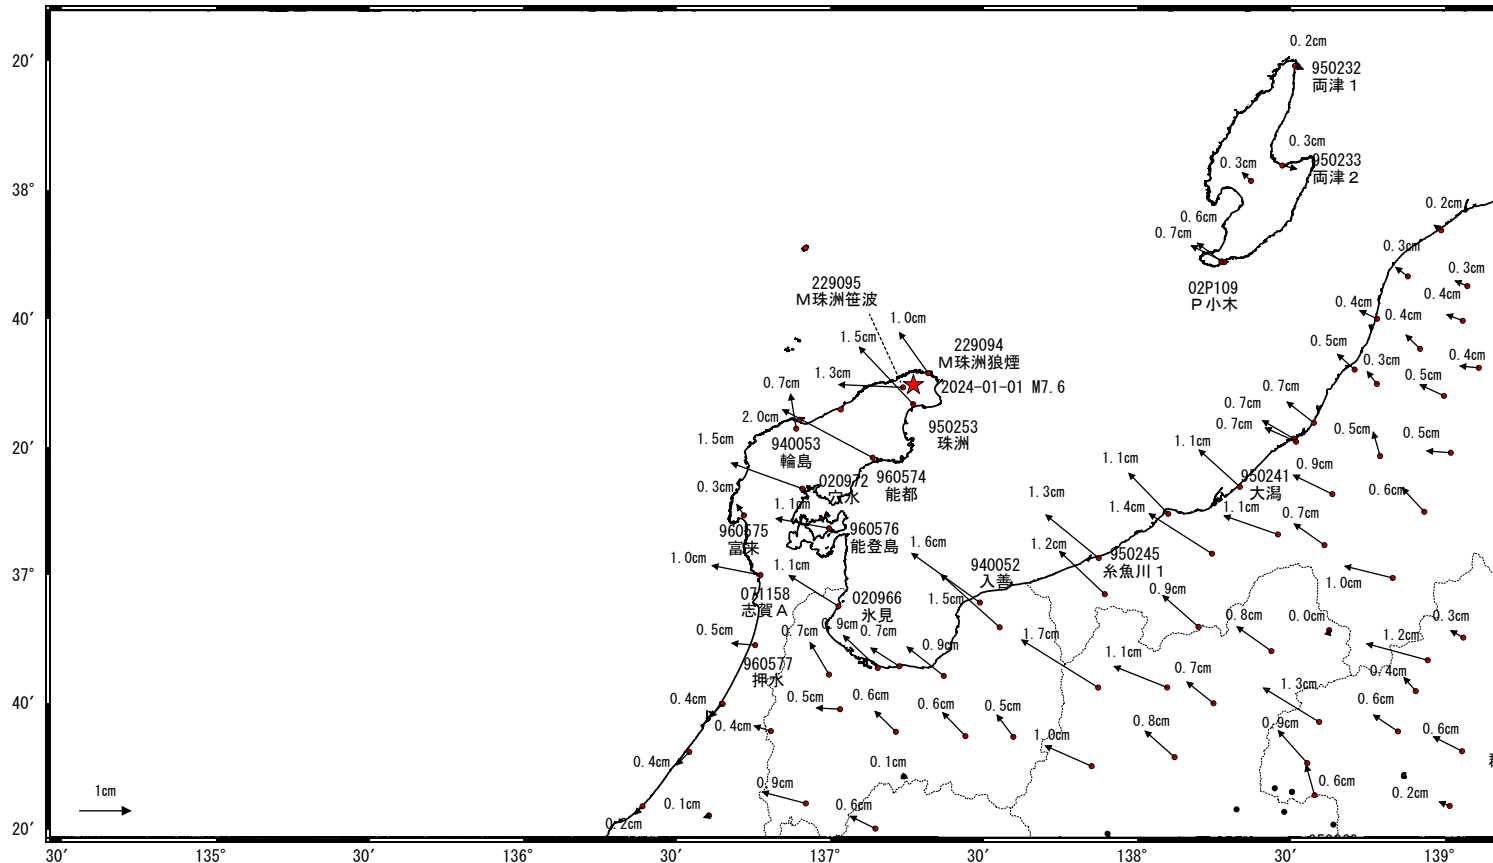 0.2cm
20′
950232
両津１
0.3cm
950233
両津２
0.3cm
38°
0.6cm
0.7cm
0.2cm
0.3cm
0.3cm
229095
Ｍ珠洲笹波
02P109
Ｐ小木
0.4cm
0.4cm
0.4cm
40′
1.0cm
1.5cm
229094
Ｍ珠洲狼煙
0.5cm
0.3cm
0.4cm
1.3cm
2024-01-01 M7.6
0.7cm
0.7cm
0.5cm
2.0cm
950253
珠洲
0.7cm
0.7cm
0.5cm
0.5cm
1.5cm
940053
輪島
20′
1.1cm
1.1cm
0.9cm
950241
大潟
020972
穴水
960574
能都
0.3cm
1.1cm
1.3cm
1.4cm
1.1cm
0.7cm
0.6cm
960575
富来
960576
能登島
1.6cm
1.2cm
950245
糸魚川１
1.0cm
1.1cm
940052
入善
37°
1.0cm
071158
志賀Ａ
020966
氷見
1.5cm
0.9cm
0.8cm
0.0cm
0.3cm
0.5cm
0.7cm
0.9cm
0.7cm
0.9cm
1.7cm
1.2cm
960577
押水
1.1cm
0.7cm
1.3cm
0.4cm
40′
0.4cm
0.5cm
0.6cm
0.6cm
0.5cm
0.8cm
0.9cm
0.6cm
0.6cm
0.4cm
1.0cm
0.4cm
0.1cm
1cm
0.9cm
0.6cm
0.6cm
0.2cm
0.1cm
0.2cm
20′
30′
135°
30′
136°
30′
137°
30′
138°
30′
139°